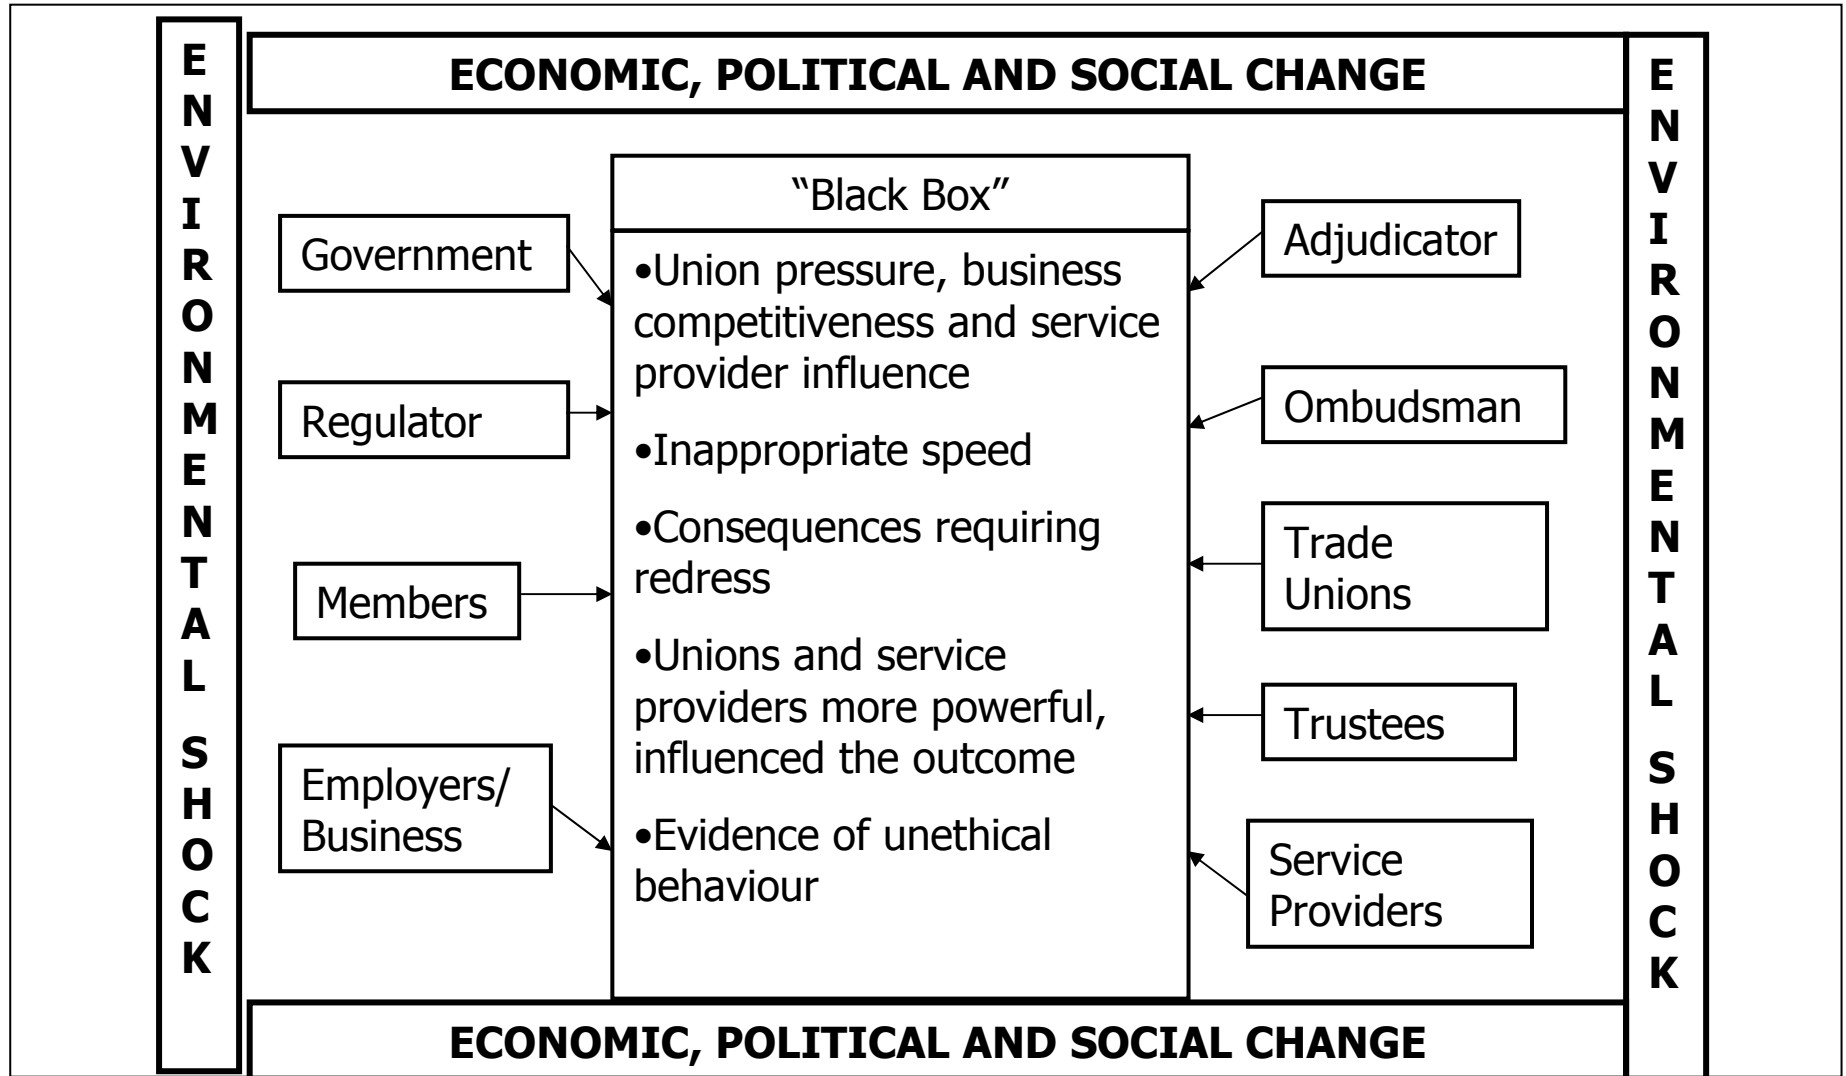 ENVIRONMENTAL SHOCK
ECONOMIC, POLITICAL AND SOCIAL CHANGE
Government
Regulator
Members
Employers/
Business
“Black Box”
•Union pressure, business
competitiveness and service
provider influence
•Inappropriate speed
•Consequences requiring
redress
•Unions and service
providers more powerful,
influenced the outcome
•Evidence of unethical
behaviour
Adjudicator
Ombudsman
Trade
Unions
Trustees
Service
Providers
ENVIRONMENTAL SHOCK
ECONOMIC, POLITICAL AND SOCIAL CHANGE